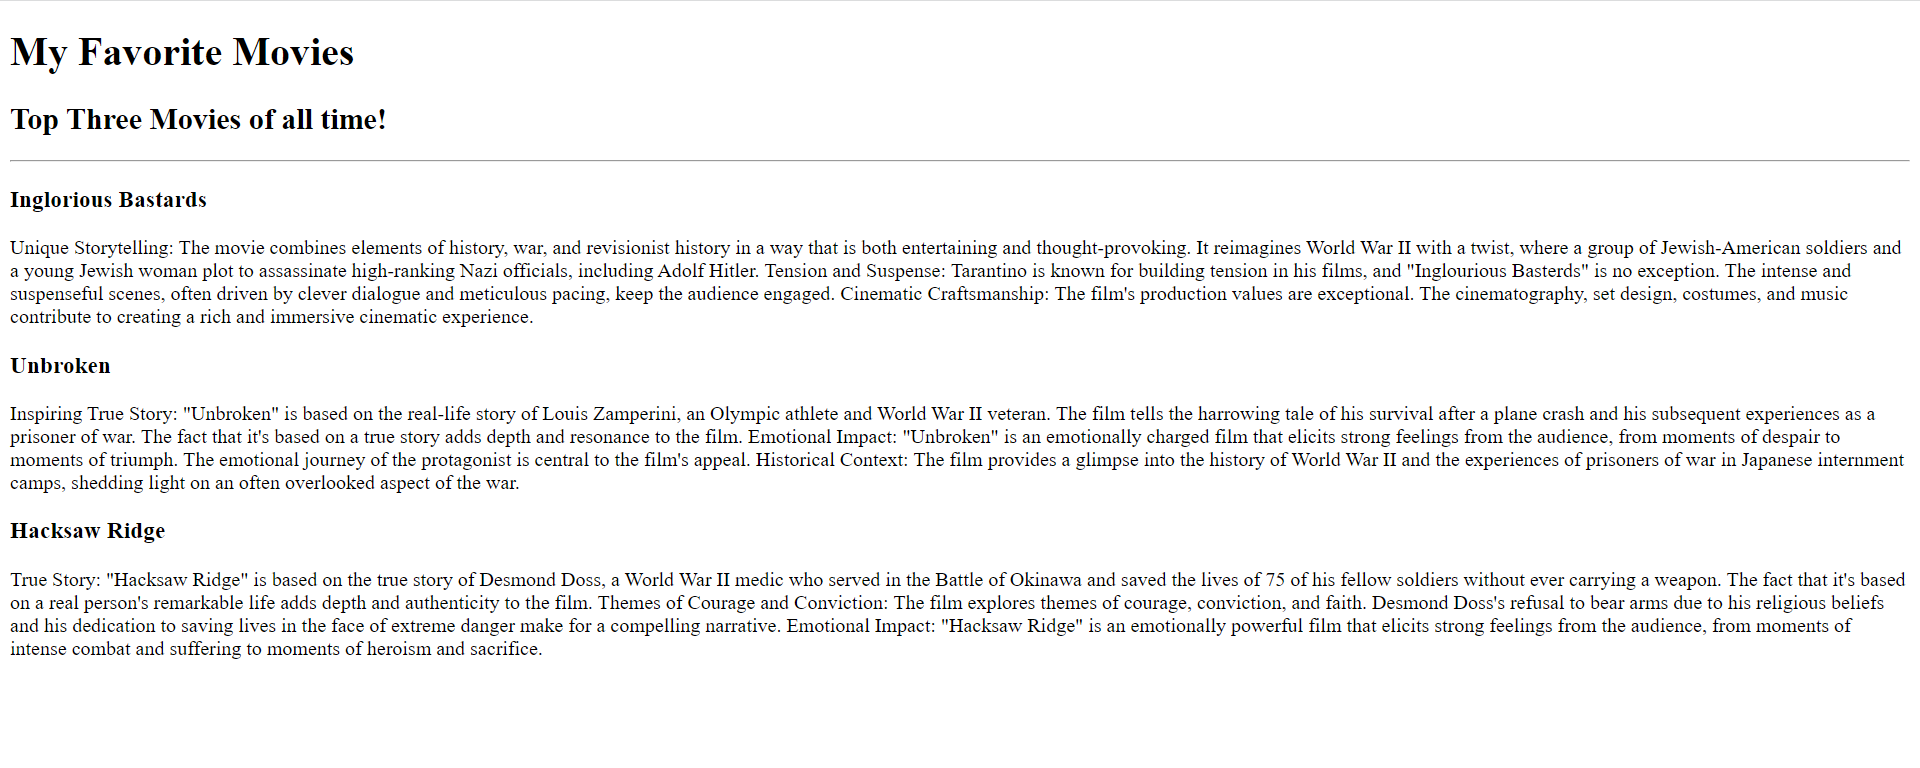 My Favorite Movies
Top Three Movies of all time!
Inglorious Bastards
Unique Storytelling: The movie combines elements of history, war, and revisionist history in a way that is both entertaining and thought-provoking. It reimagines World War II with a twist, where a group of Jewish-American soldiers and
a young Jewish woman plot to assassinate high-ranking Nazi officials, including Adolf Hitler. Tension and Suspense: Tarantino is known for building tension in his films, and "Inglourious Basterds" is no exception. The intense and
suspenseful scenes, often driven by clever dialogue and meticulous pacing, keep the audience engaged. Cinematic Craftsmanship: The film's production values are exceptional. The cinematography, set design, costumes, and music
contribute to creating a rich and immersive cinematic experience.
Unbroken
Inspiring True Story: "Unbroken" is based on the real-life story of Louis Zamperini, an Olympic athlete and World War II veteran. The film tells the harrowing tale of his survival after a plane crash and his subsequent experiences as a
prisoner of war. The fact that it's based on a true story adds depth and resonance to the film. Emotional Impact: "Unbroken" is an emotionally charged film that elicits strong feelings from the audience, from moments of despair to
moments of triumph. The emotional journey of the protagonist is central to the film's appeal. Historical Context: The film provides a glimpse into the history of World War II and the experiences of prisoners of war in Japanese internment
camps, shedding light on an often overlooked aspect of the war.
Hacksaw Ridge
True Story: "Hacksaw Ridge" is based on the true story of Desmond Doss, a World War II medic who served in the Battle of Okinawa and saved the lives of 75 of his fellow soldiers without ever carrying a weapon. The fact that it's based
on a real person's remarkable life adds depth and authenticity to the film. Themes of Courage and Conviction: The film explores themes of courage, conviction, and faith. Desmond Doss's refusal to bear arms due to his religious beliefs
and his dedication to saving lives in the face of extreme danger make for a compelling narrative. Emotional Impact: "Hacksaw Ridge" is an emotionally powerful film that elicits strong feelings from the audience, from moments of
intense combat and suffering to moments of heroism and sacrifice.